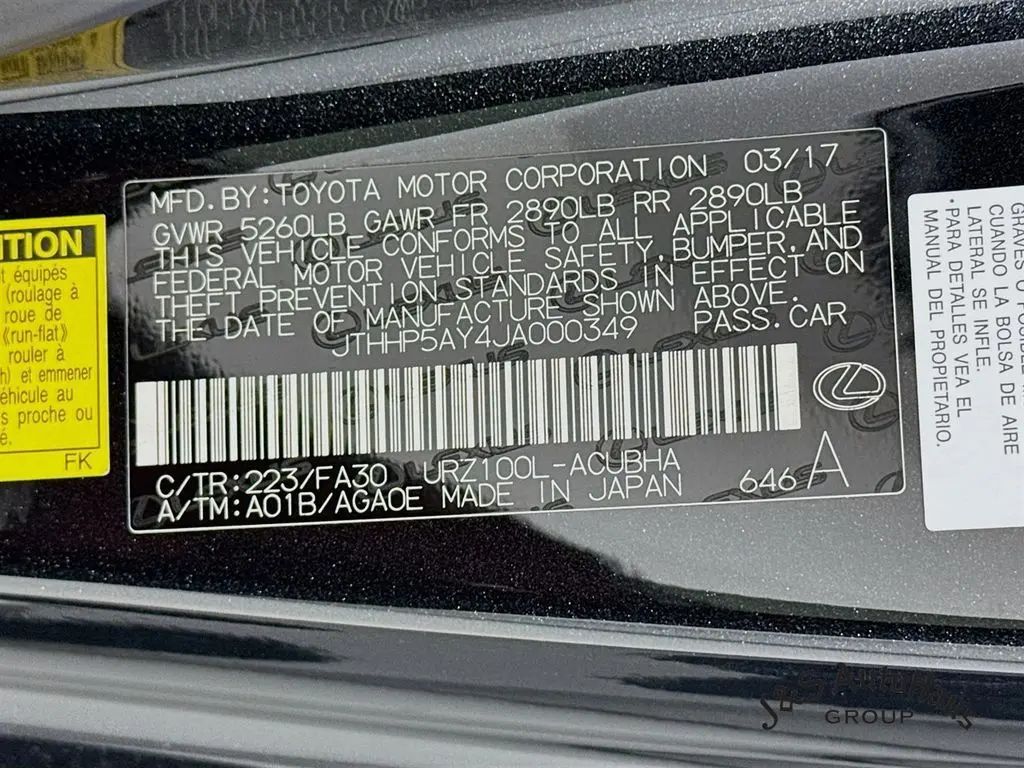 MFD.BY:TOYOTA MOTOR CORPORATION 03/17
GVWR 5260LB GAWR FR 2890LB RR 2890LB
THIS VEHICLE CONFORMS TO ALL APPLICABLE
FEDERAL MOTOR VEHICLE SAFETY,BUMPER,AND
THEFT PREVENTION STANDARDS IN EFFECT ON
THE DATE OF MANUFACTURE SHOWN ABOVE.
JTHHP5AY4JA000349 PASS.CAR
C/TR:223/FA30 URZ100L-ACUBHA
A/TM:A01B/AGA0E MADE IN JAPAN 646 A
NTION
équipés
(roulage à
roue de
«run-flat)
rouler à
et emmener
éhicule au
s proche ou
FK
GRAVES O
CUANDO LA BOLSA DE AIRE
LATERAL SE INFLE.
•PARA DETALLES VEA EL
MANUAL DEL PROPIETARIO.
GROUP